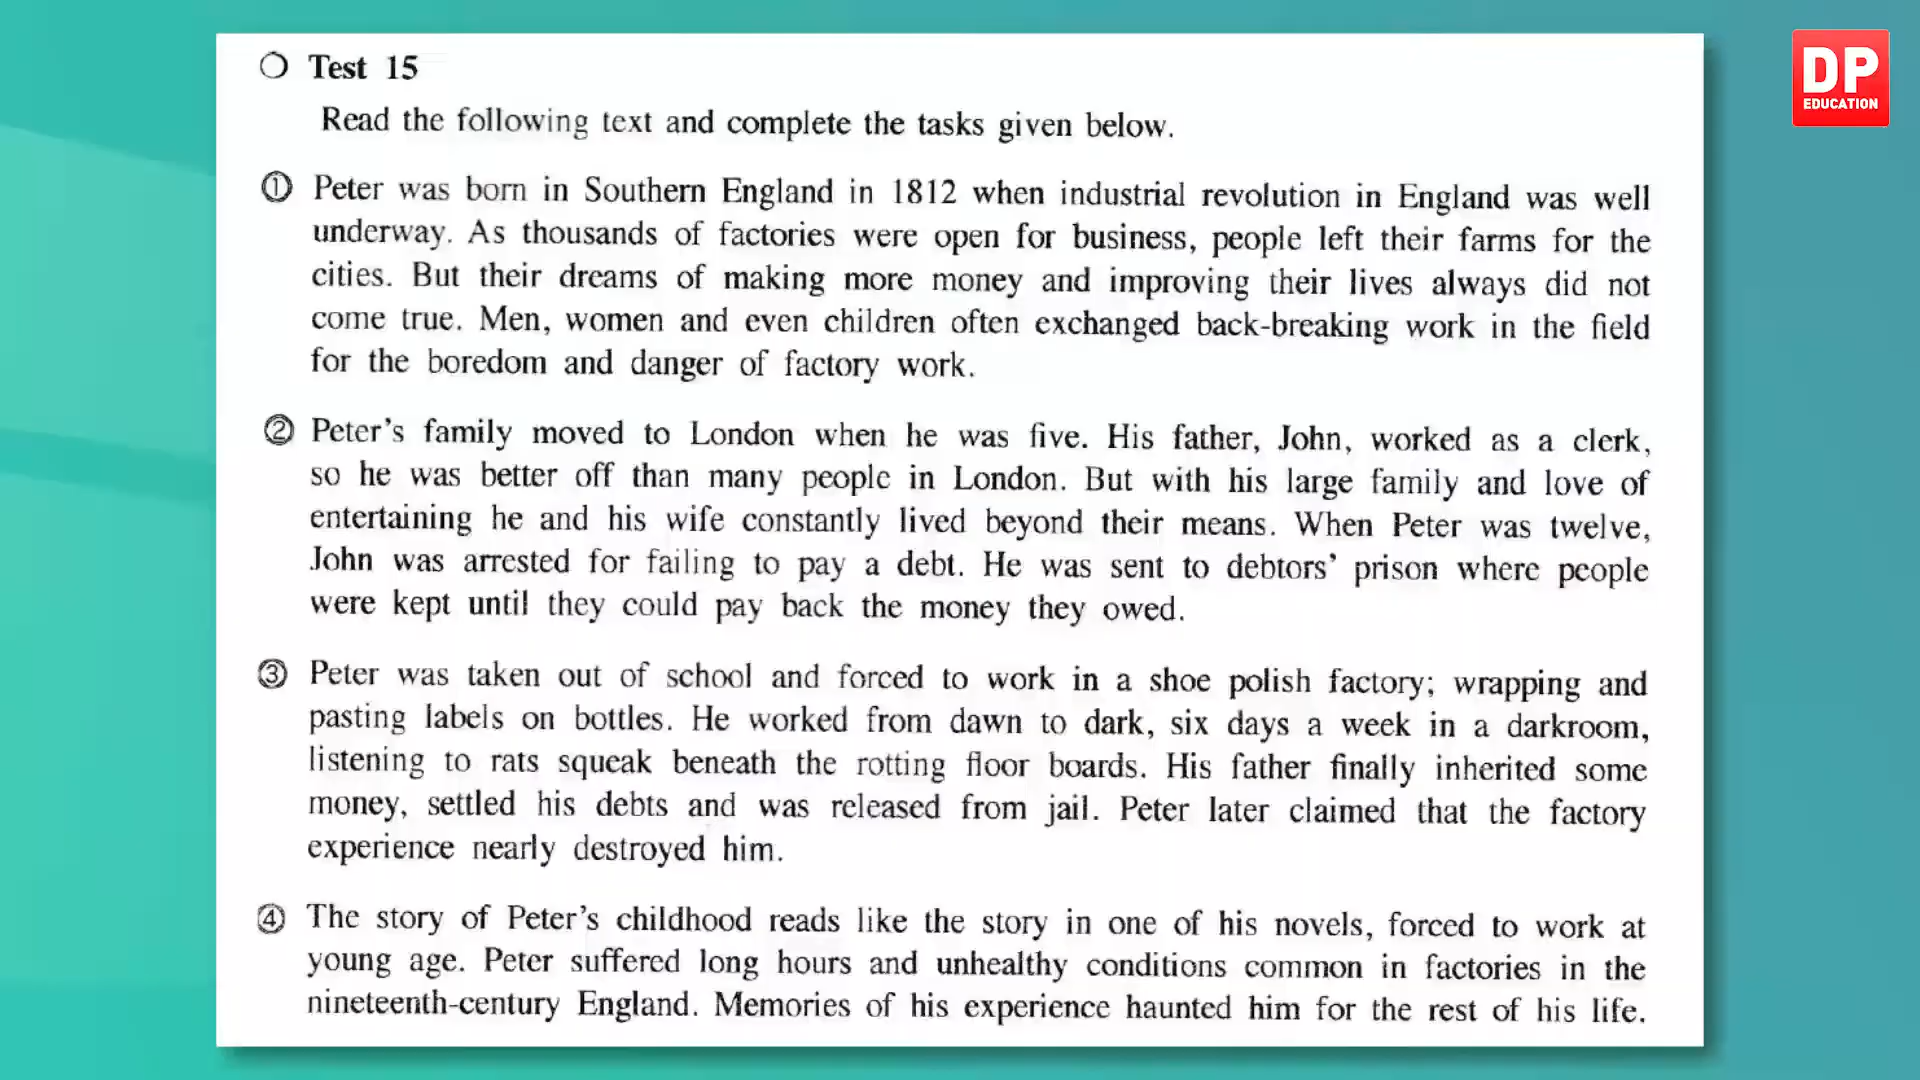 DP
EDUCATION
Test 15
Read the following text and complete the tasks given below.
① Peter was born in Southern England in 1812 when industrial revolution in England was well
underway. As thousands of factories were open for business, people left their farms for the
cities. But their dreams of making more money and improving their lives always did not
come true. Men, women and even children often exchanged back-breaking work in the field
for the boredom and danger of factory work.
② Peter's family moved to London when he was five. His father, John, worked as a clerk,
so he was better off than many people in London. But with his large family and love of
entertaining he and his wife constantly lived beyond their means. When Peter was twelve,
John was arrested for failing to pay a debt. He was sent to debtors' prison where people
were kept until they could pay back the money they owed.
③ Peter was taken out of school and forced to work in a shoe polish factory; wrapping and
pasting labels on bottles. He worked from dawn to dark, six days a week in a darkroom,
listening to rats squeak beneath the rotting floor boards. His father finally inherited some
money, settled his debts and was released from jail. Peter later claimed that the factory
experience nearly destroyed him.
④ The story of Peter's childhood reads like the story in one of his novels, forced to work at
young age. Peter suffered long hours and unhealthy conditions common in factories in the
nineteenth-century England. Memories of his experience haunted him for the rest of his life.